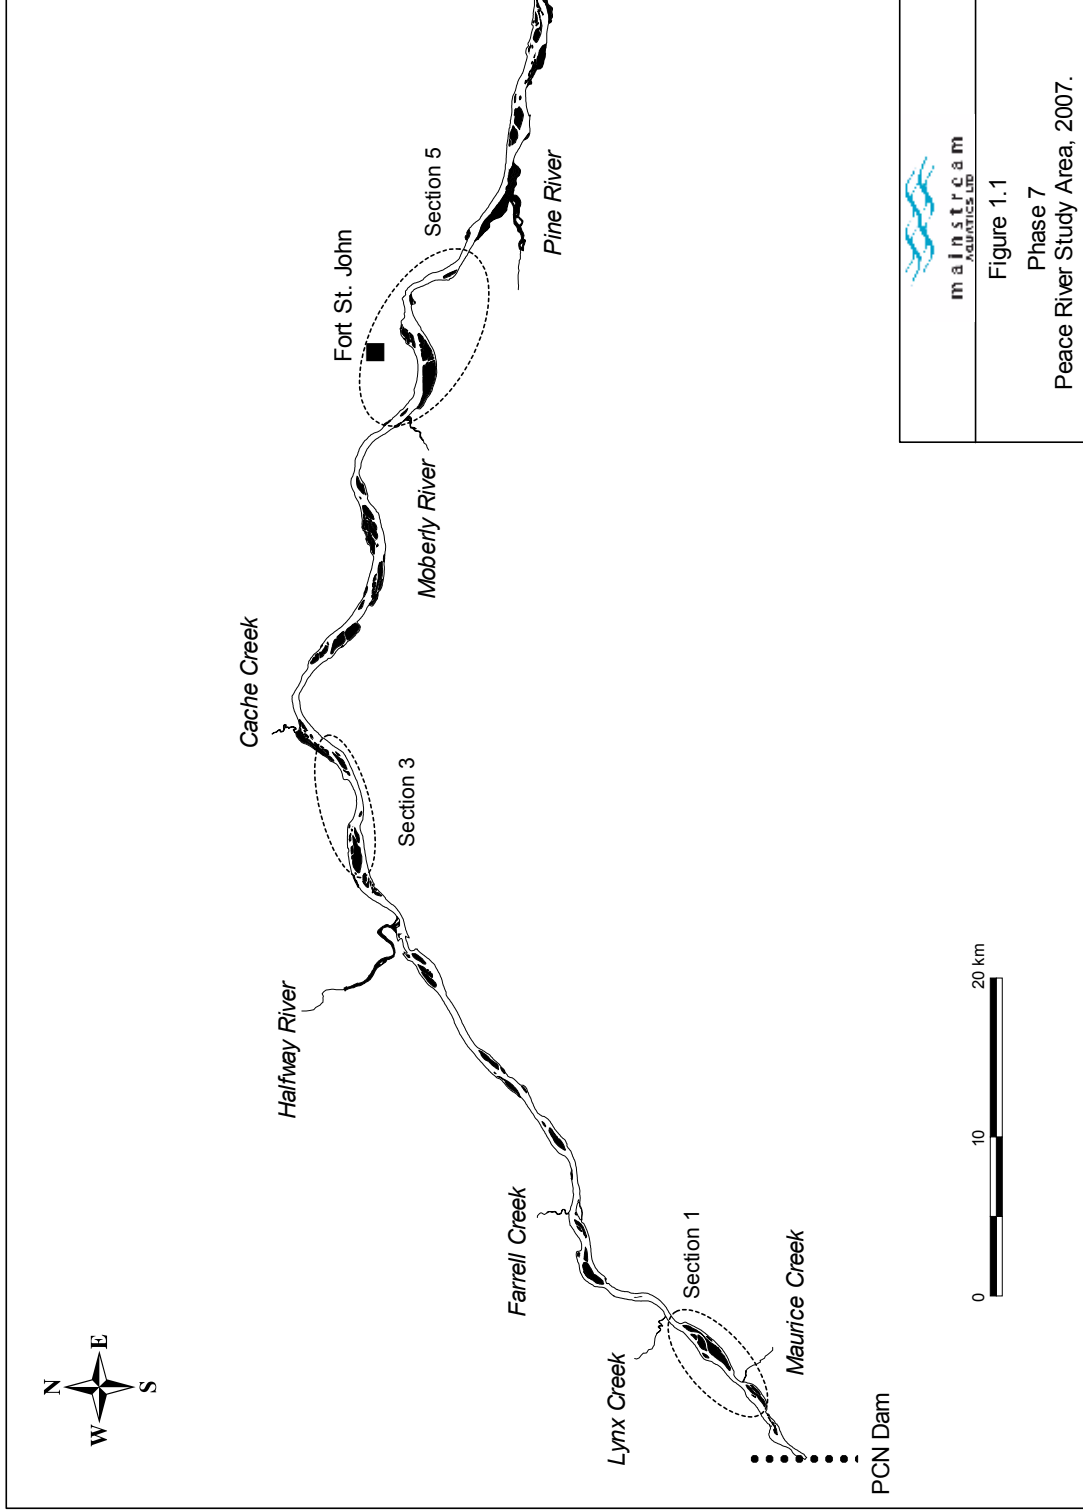 N
W
E
S
Fort St. John
Section 5
Pine River
Moberly River
Cache Creek
Section 3
Halfway River
Farrell Creek
Section 1
Lynx Creek
Maurice Creek
PCN Dam
0
10
20 km
mainstream
AQUATICS LTD
Figure 1.1
Phase 7
Peace River Study Area, 2007.